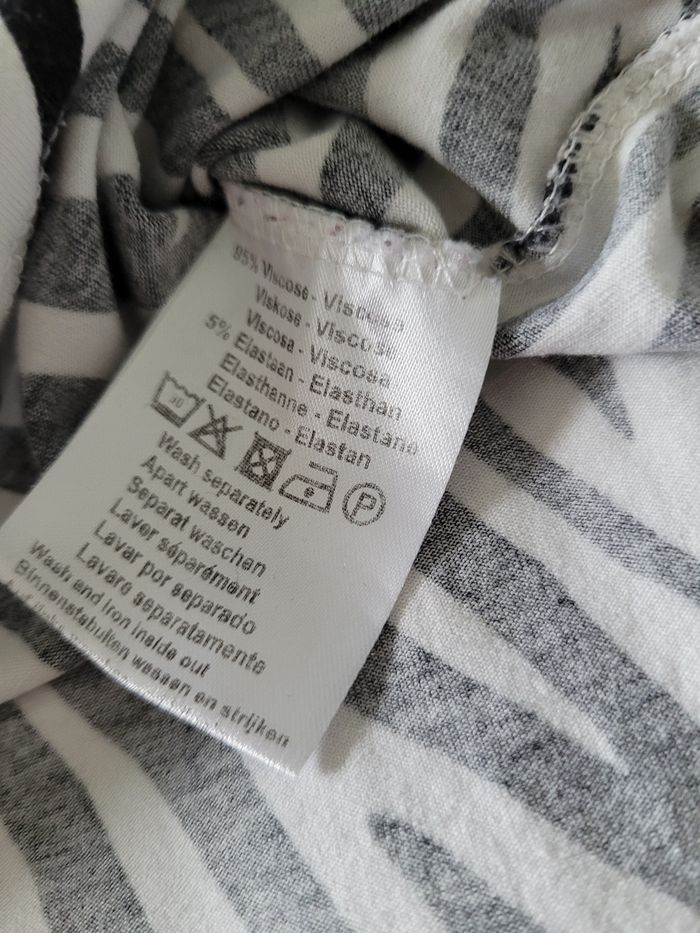 95% Viscose - Viscosa
Viskose - Viscose
Viscosa - Viscosa
5% Elastaan - Elasthan
Elasthanne - Elastano
Elastano - Elastan
30
P
Wash separately
Apart wassen
Separat waschen
Laver séparément
Lavar por separado
Lavare separatamente
Wash and iron inside out
Binnenstebuiten wassen en strijken